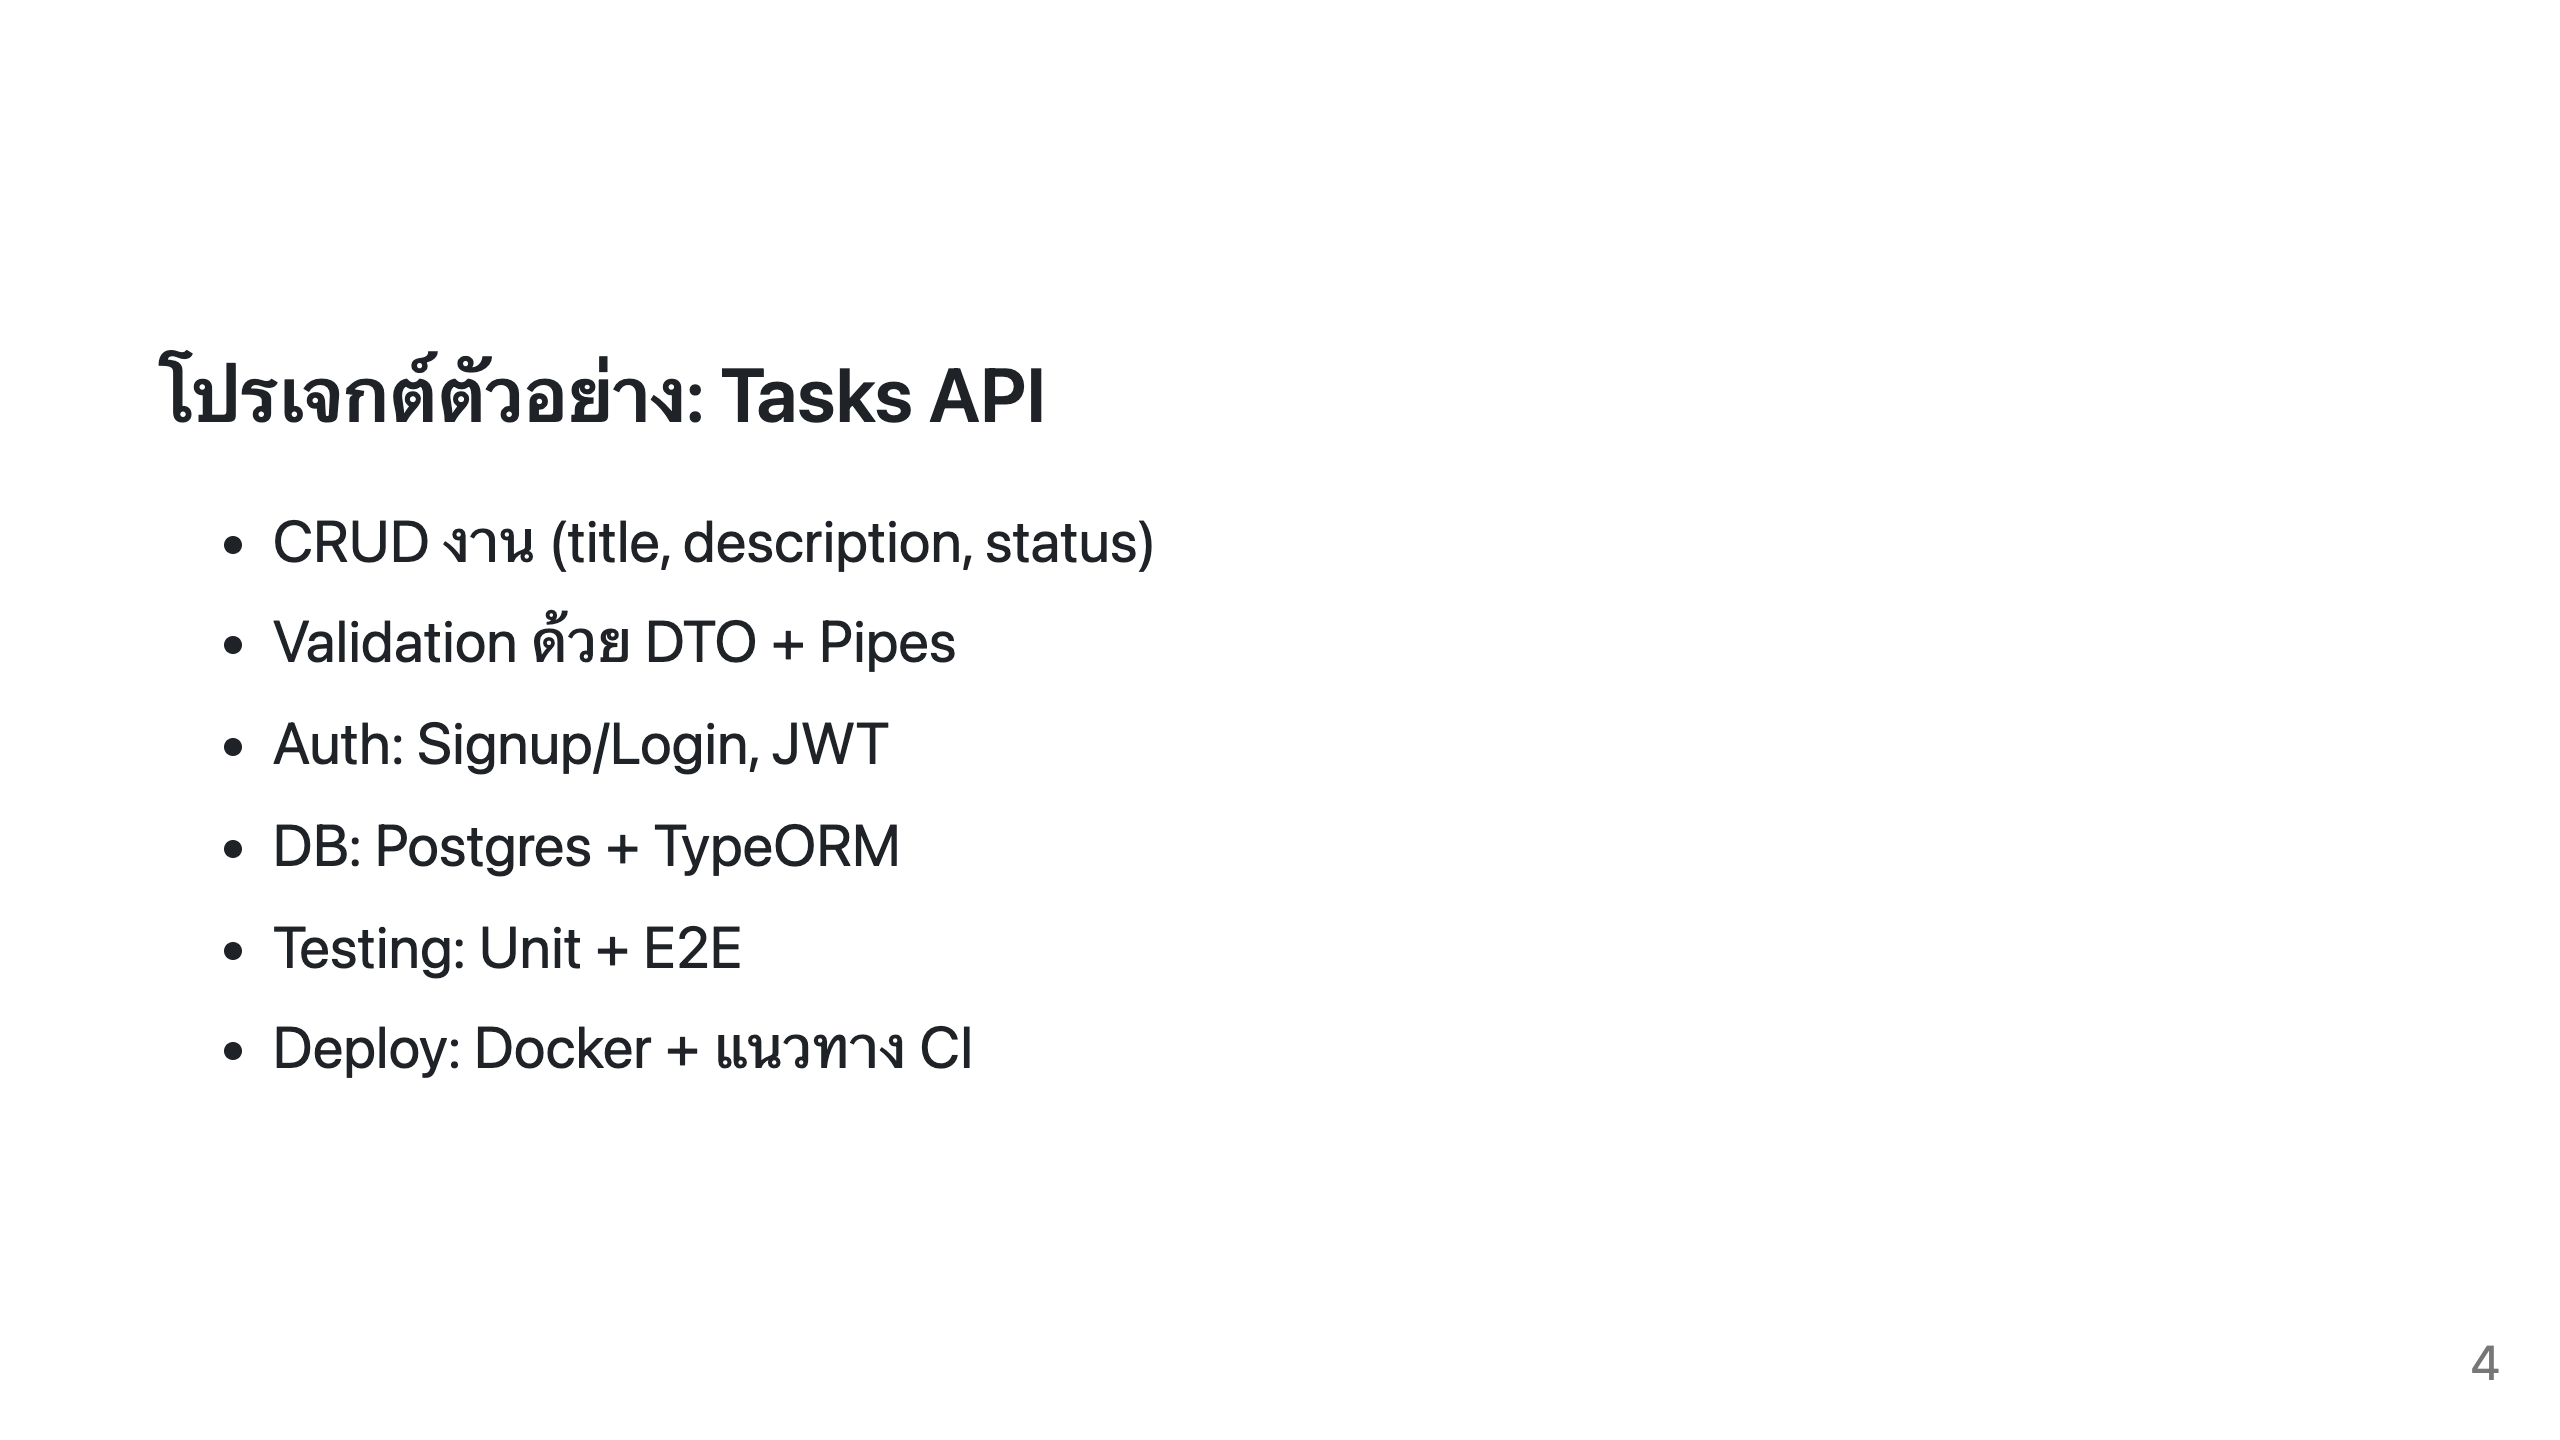 โปรเจกต์ตัวอย่าง: Tasks API
• CRUD งาน (title, description, status)
• Validation ด้วย DTO + Pipes
• Auth: Signup/Login, JWT
• DB: Postgres + TypeORM
• Testing: Unit + E2E
• Deploy: Docker + แนวทาง CI
4